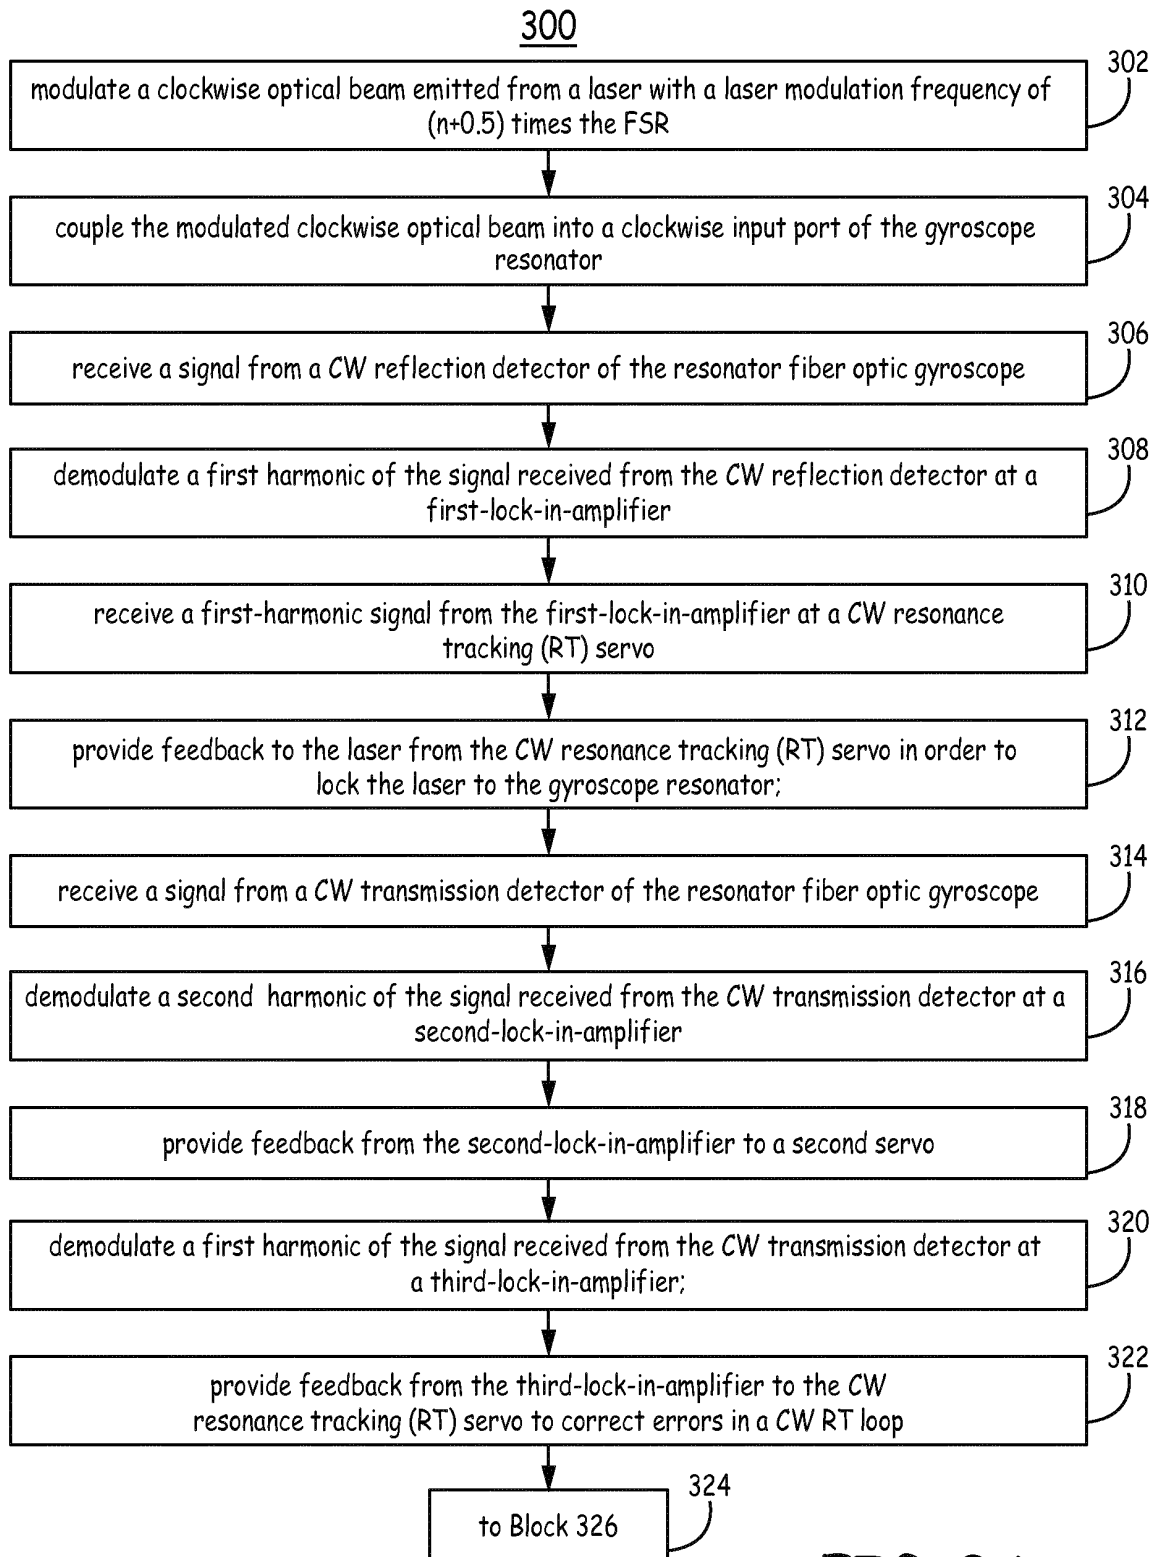 300
302
modulate a clockwise optical beam emitted from a laser with a laser modulation frequency of
(n+0.5) times the FSR
304
couple the modulated clockwise optical beam into a clockwise input port of the gyroscope
resonator
306
receive a signal from a CW reflection detector of the resonator fiber optic gyroscope
308
demodulate a first harmonic of the signal received from the CW reflection detector at a
first-lock-in-amplifier
310
receive a first-harmonic signal from the first-lock-in-amplifier at a CW resonance
tracking (RT) servo
312
provide feedback to the laser from the CW resonance tracking (RT) servo in order to
lock the laser to the gyroscope resonator;
314
receive a signal from a CW transmission detector of the resonator fiber optic gyroscope
316
demodulate a second harmonic of the signal received from the CW transmission detector at a
second-lock-in-amplifier
318
provide feedback from the second-lock-in-amplifier to a second servo
320
demodulate a first harmonic of the signal received from the CW transmission detector at
a third-lock-in-amplifier;
322
provide feedback from the third-lock-in-amplifier to the CW
resonance tracking (RT) servo to correct errors in a CW RT loop
324
to Block 326